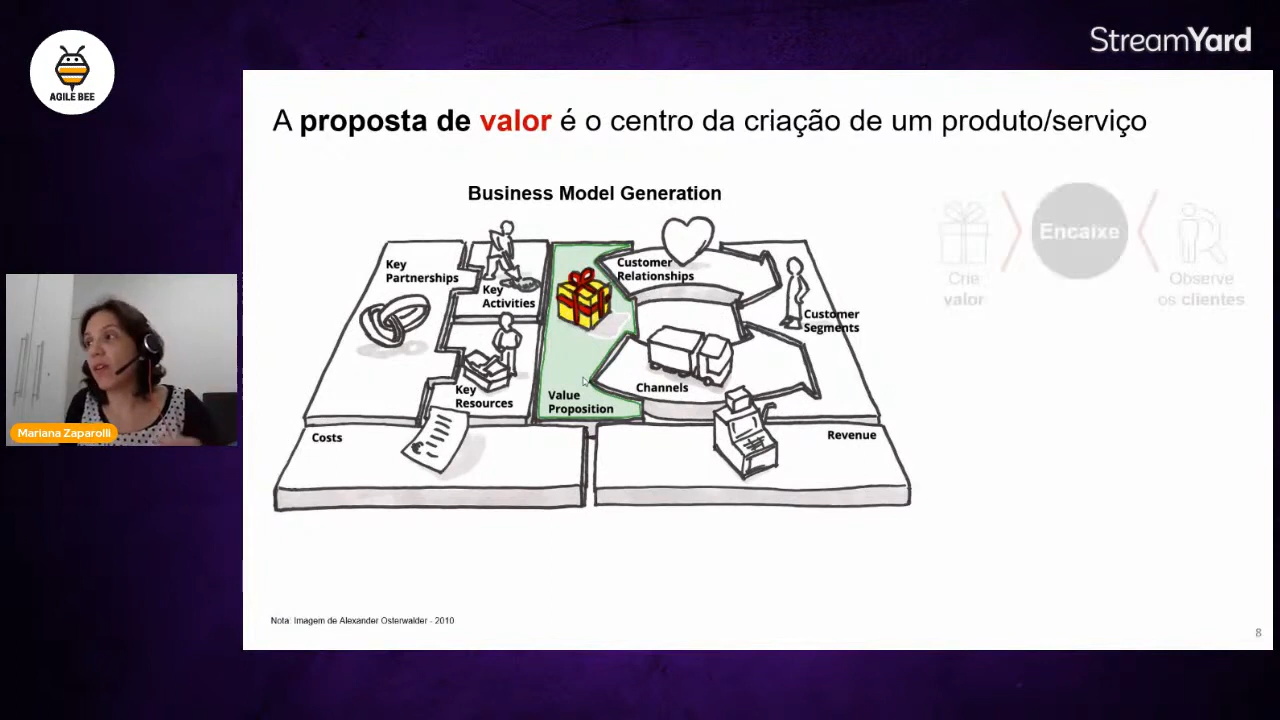 AGILE BEE
StreamYard
A proposta de valor é o centro da criação de um produto/serviço
Business Model Generation
Key
Partnerships
Key
Activities
Key
Resources
Value
Proposition
Customer
Relationships
Channels
Customer
Segments
Costs
Revenue
Crie
valor
Encaixe
Observe
os clientes
Mariana Zaparolli
Nota: Imagem de Alexander Osterwalder - 2010
8